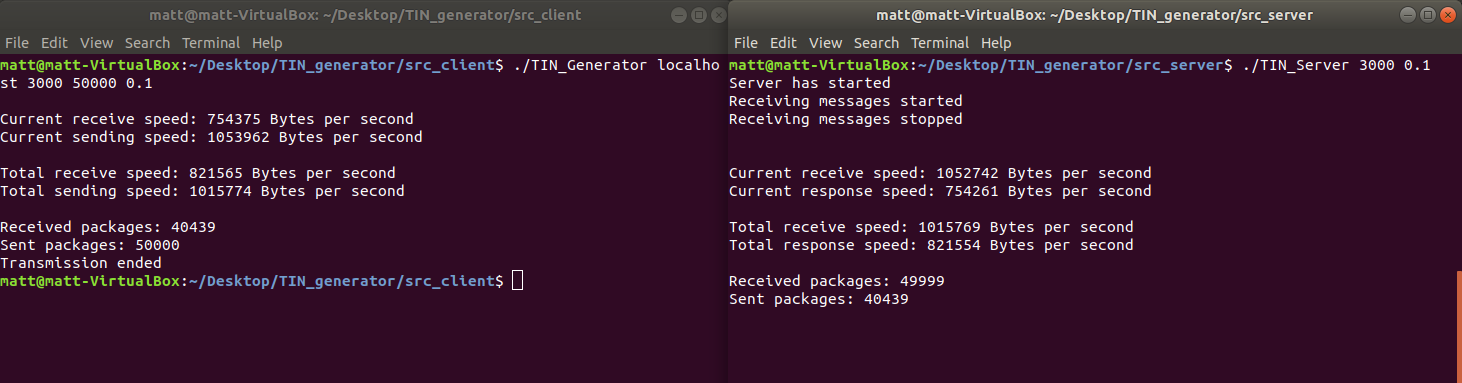 matt@matt-VirtualBox: ~/Desktop/TIN_generator/src_client
File Edit View Search Terminal Help
matt@matt-VirtualBox:~/Desktop/TIN_generator/src_client$ ./TIN_Generator localho
st 3000 50000 0.1
Current receive speed: 754375 Bytes per second
Current sending speed: 1053962 Bytes per second
Total receive speed: 821565 Bytes per second
Total sending speed: 1015774 Bytes per second
Received packages: 40439
Sent packages: 50000
Transmission ended
matt@matt-VirtualBox:~/Desktop/TIN_generator/src_client$
matt@matt-VirtualBox: ~/Desktop/TIN_generator/src_server
File Edit View Search Terminal Help
matt@matt-VirtualBox:~/Desktop/TIN_generator/src_server$ ./TIN_Server 3000 0.1
Server has started
Receiving messages started
Receiving messages stopped
Current receive speed: 1052742 Bytes per second
Current response speed: 754261 Bytes per second
Total receive speed: 1015769 Bytes per second
Total response speed: 821554 Bytes per second
Received packages: 49999
Sent packages: 40439